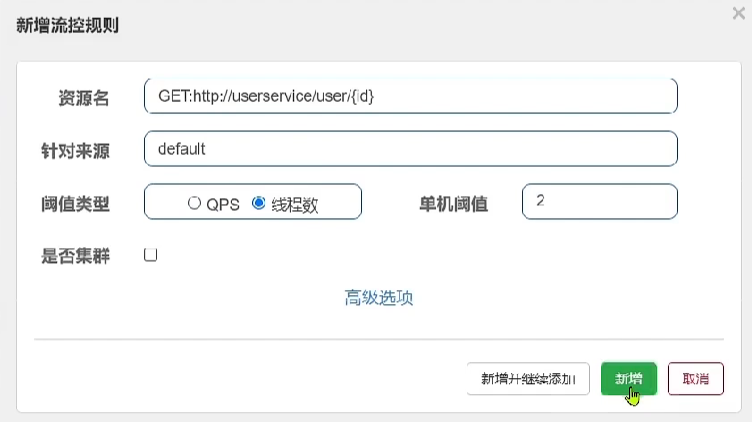 新增流控规则
资源名 GET:http://userservice/user/{id}
针对来源 default
阈值类型 QPS 线程数 单机阈值 2
是否集群
高级选项
新增并继续添加 新增 取消